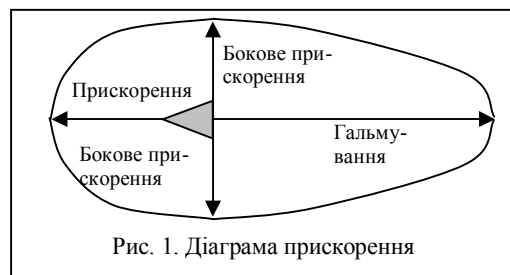 Бокове при-
скорення
Прискорення
Гальму-
вання
Бокове при-
скорення
Рис. 1. Діаграма прискорення